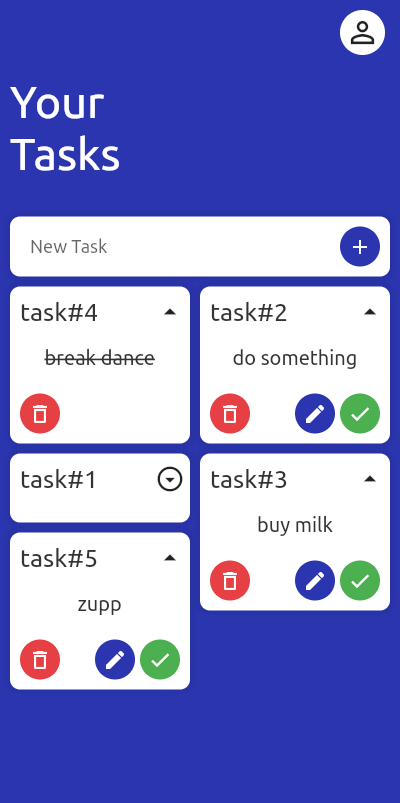 Your
Tasks
New Task
task#4
break dance
task#2
do something
task#1
task#3
buy milk
task#5
zupp